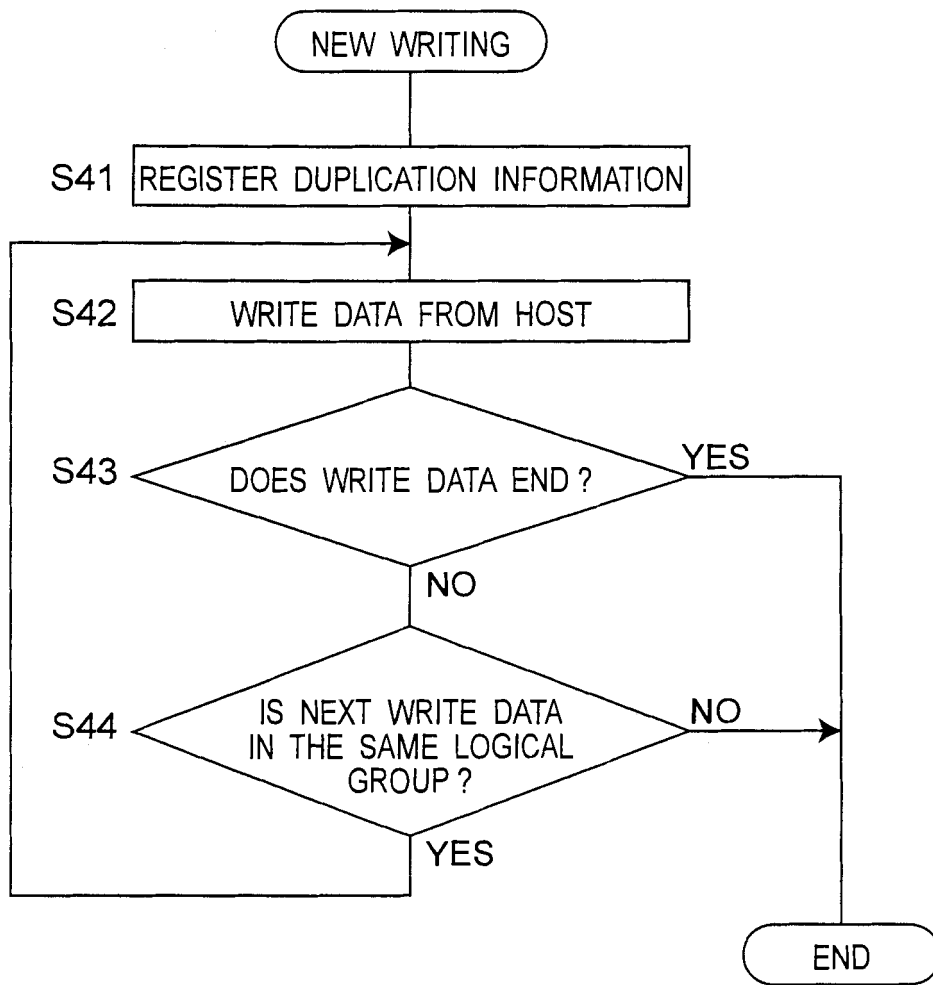 NEW WRITING
S41 REGISTER DUPLICATION INFORMATION
S42 WRITE DATA FROM HOST
S43 DOES WRITE DATA END ?
YES
NO
S44 IS NEXT WRITE DATA
IN THE SAME LOGICAL
GROUP ?
NO
YES
END